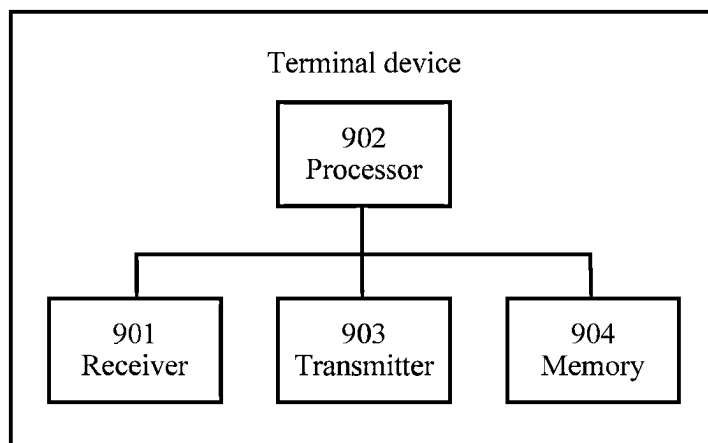 Terminal device
902
Processor
901
Receiver
903
Transmitter
904
Memory